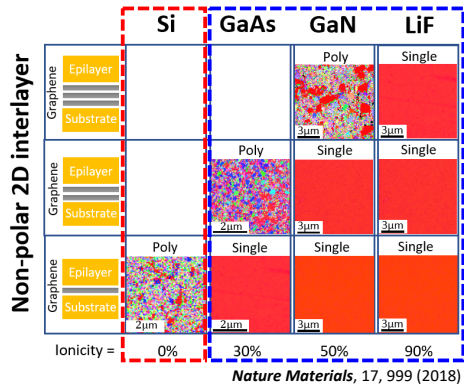 Si GaAs GaN LiF
Non-polar 2D interlayer
Graphene
Epilayer
Substrate
Poly
3μm
Single
3μm
Graphene
Epilayer
Substrate
Poly
2μm
Single
3μm
Single
3μm
Graphene
Epilayer
Substrate
Poly
2μm
Single
2μm
Single
3μm
Single
3μm
Ionicity = 0% 30% 50% 90%
Nature Materials, 17, 999 (2018)